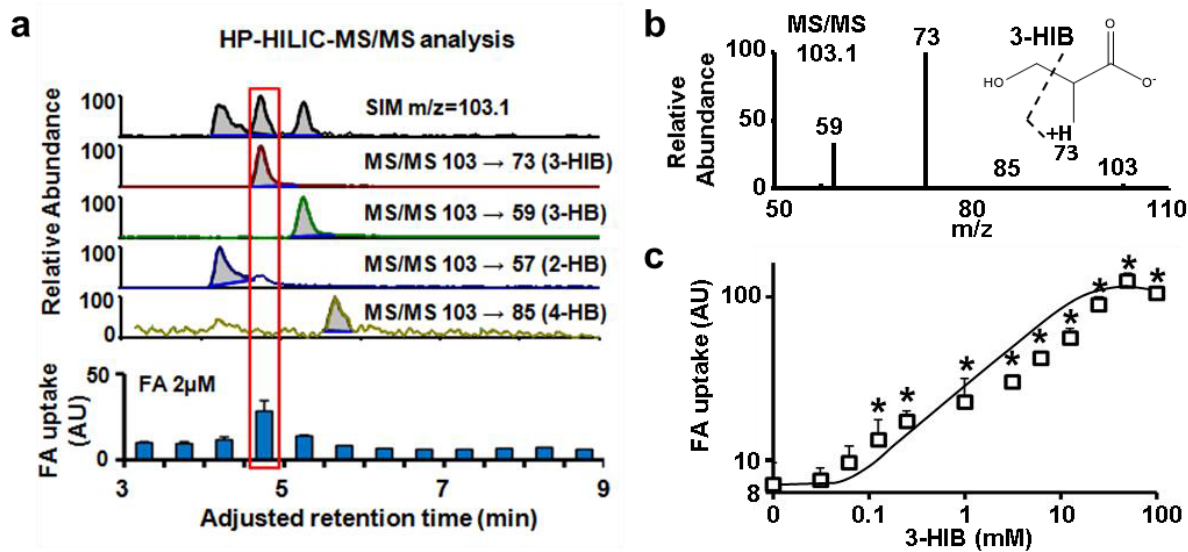 a
HP-HILIC-MS/MS analysis
Relative Abundance
100
SIM m/z=103.1
100
MS/MS 103 → 73 (3-HIB)
100
MS/MS 103 → 59 (3-HB)
100
MS/MS 103 → 57 (2-HB)
100
MS/MS 103 → 85 (4-HB)
0
FA uptake
(AU)
50
FA 2µM
0
3 5 7 9
Adjusted retention time (min)
b
Relative
Abundance
100
50
0
MS/MS
103.1
73
59
85
103
3-HIB
O
HO
O-
+H
73
50 80 110
m/z
c
FA uptake (AU)
100
10
8
* * * * * * * * *
0 0.1 1 10 100
3-HIB (mM)